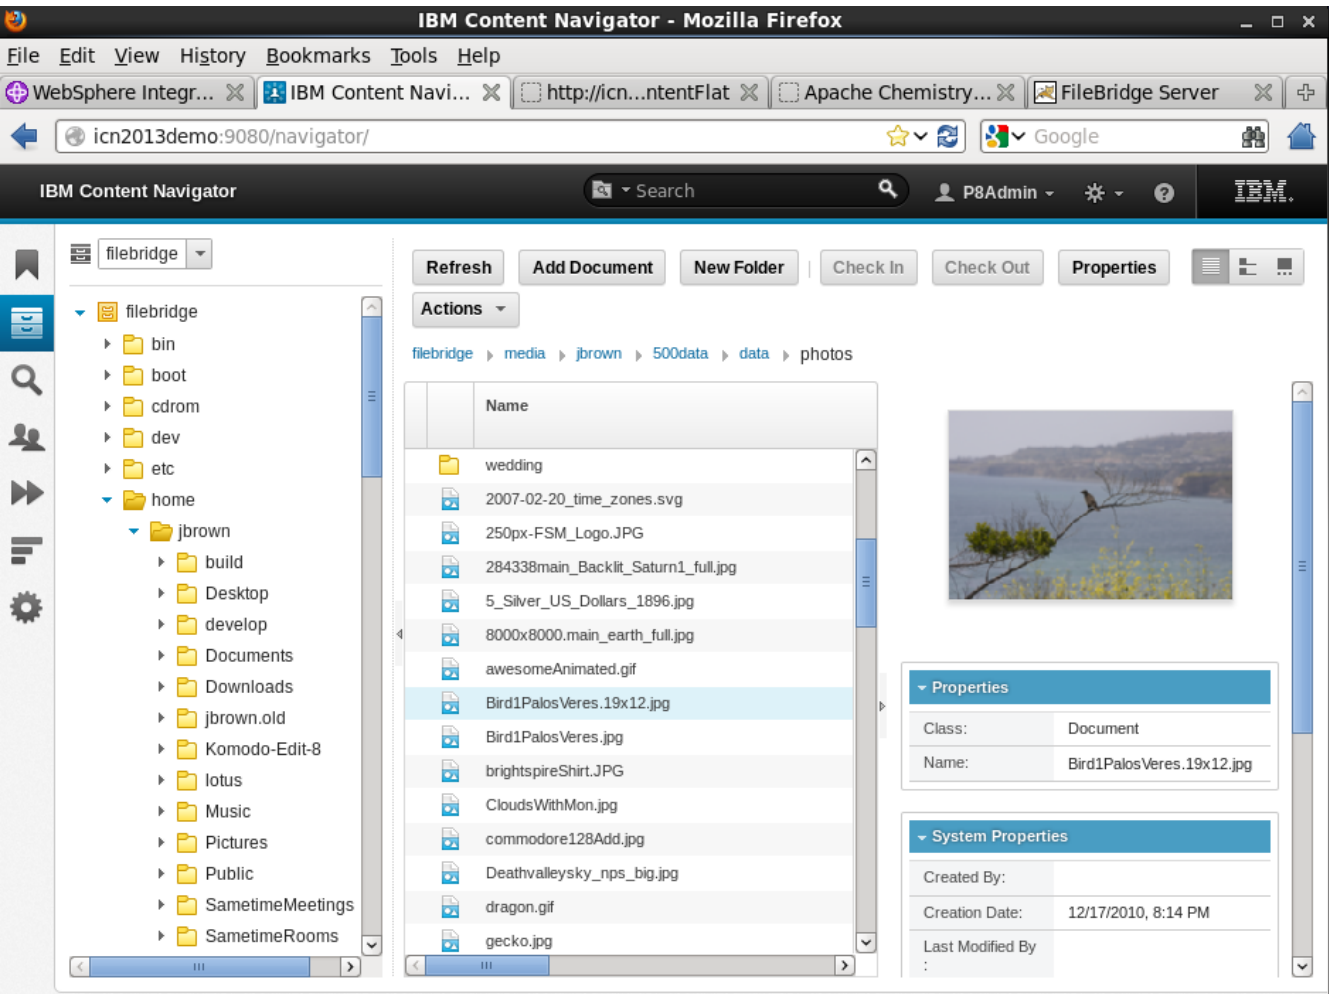 IBM Content Navigator - Mozilla Firefox
File Edit View History Bookmarks Tools Help
WebSphere Integr... IBM Content Navi... http://icn...ntentFlat Apache Chemistry... FileBridge Server
icn2013demo:9080/navigator/ Google
IBM Content Navigator Search P8Admin ? IBM.
filebridge
Refresh Add Document New Folder Check In Check Out Properties
Actions
filebridge media jbrown 500data data photos
filebridge
bin
boot
cdrom
dev
etc
home
jbrown
build
Desktop
develop
Documents
Downloads
jbrown.old
Komodo-Edit-8
lotus
Music
Pictures
Public
SametimeMeetings
SametimeRooms
Name
wedding
2007-02-20_time_zones.svg
250px-FSM_Logo.JPG
284338main_Backlit_Saturn1_full.jpg
5_Silver_US_Dollars_1896.jpg
8000x8000.main_earth_full.jpg
awesomeAnimated.gif
Bird1PalosVeres.19x12.jpg
Bird1PalosVeres.jpg
brightspireShirt.JPG
CloudsWithMon.jpg
commodore128Add.jpg
Deathvalleysky_nps_big.jpg
dragon.gif
gecko.jpg
Properties
Class: Document
Name: Bird1PalosVeres.19x12.jpg
System Properties
Created By:
Creation Date: 12/17/2010, 8:14 PM
Last Modified By
: